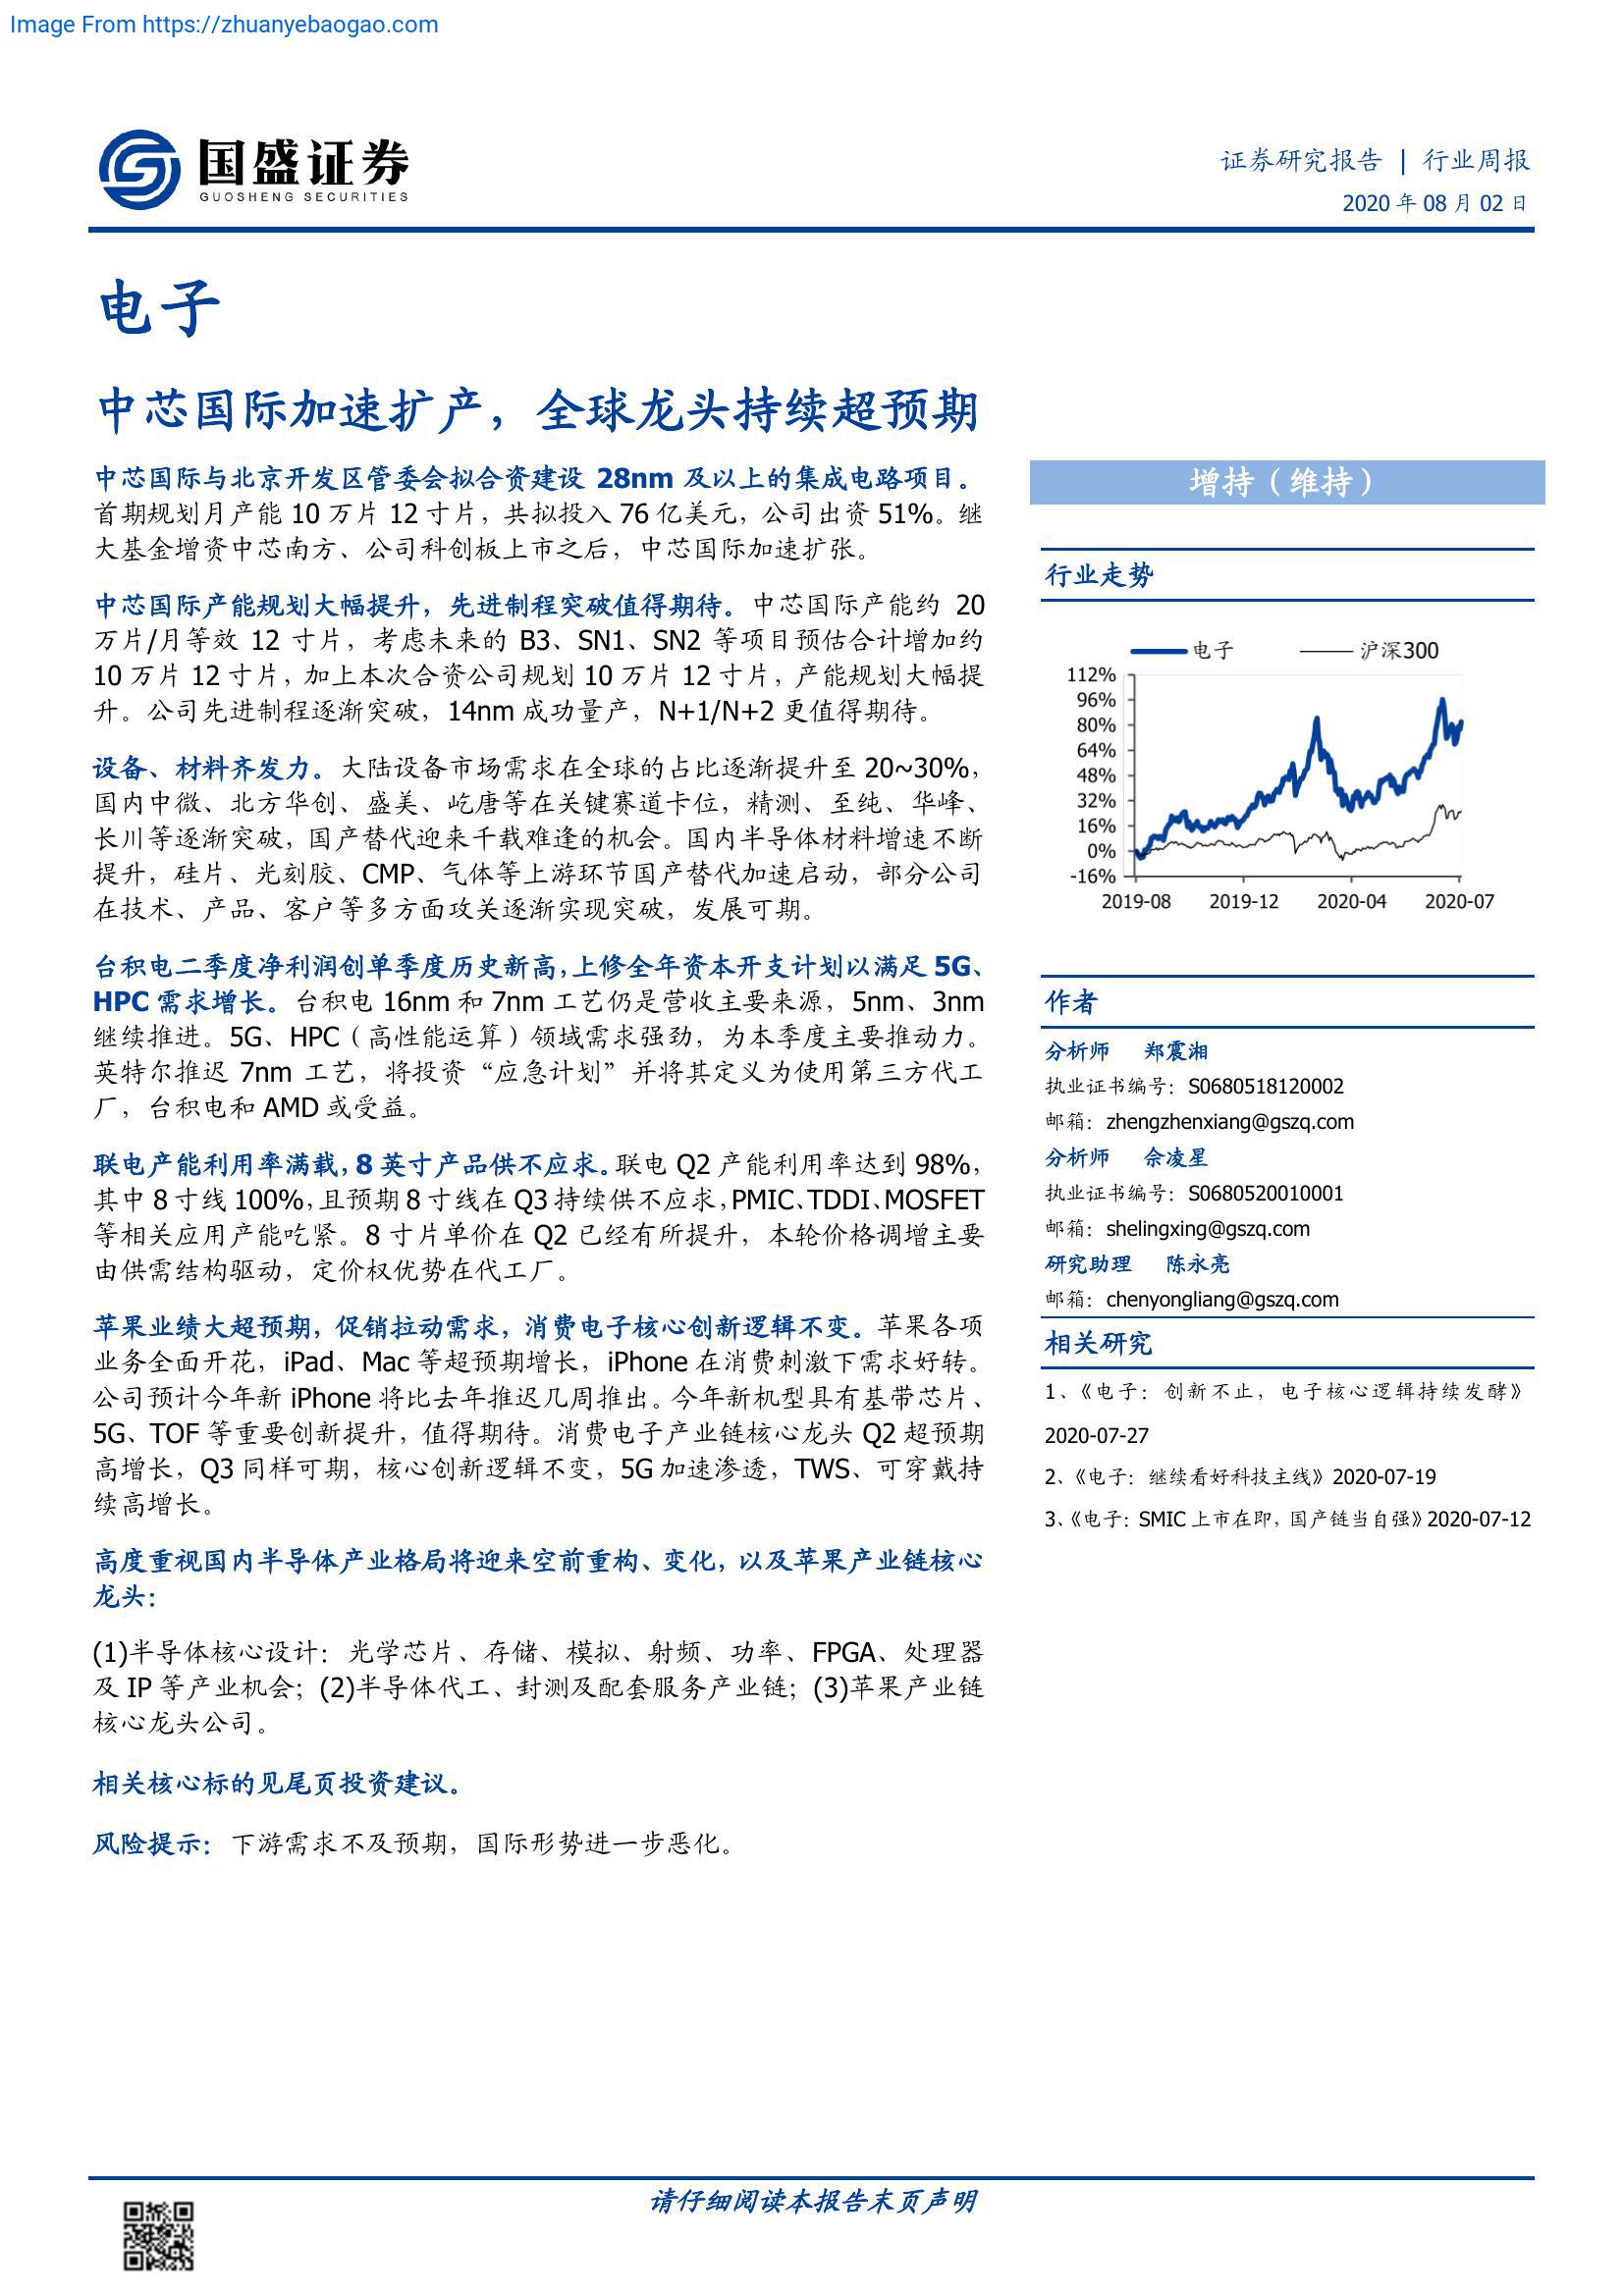 Image From https://zhuanyebaogao.com
国盛证券
GUOSHENG SECURITIES
证券研究报告 | 行业周报
2020 年 08 月 02 日
电子
中芯国际加速扩产，全球龙头持续超预期
中芯国际与北京开发区管委会拟合资建设 28nm 及以上的集成电路项目。
首期规划月产能 10 万片 12 寸片，共拟投入 76 亿美元，公司出资 51%。继
大基金增资中芯南方、公司科创板上市之后，中芯国际加速扩张。
中芯国际产能规划大幅提升，先进制程突破值得期待。中芯国际产能约 20
万片/月等效 12 寸片，考虑未来的 B3、SN1、SN2 等项目预估合计增加约
10 万片 12 寸片，加上本次合资公司规划 10 万片 12 寸片，产能规划大幅提
升。公司先进制程逐渐突破，14nm 成功量产，N+1/N+2 更值得期待。
设备、材料齐发力。大陆设备市场需求在全球的占比逐渐提升至 20~30%，
国内中微、北方华创、盛美、屹唐等在关键赛道卡位，精测、至纯、华峰、
长川等逐渐突破，国产替代迎来千载难逢的机会。国内半导体材料增速不断
提升，硅片、光刻胶、CMP、气体等上游环节国产替代加速启动，部分公司
在技术、产品、客户等多方面攻关逐渐实现突破，发展可期。
台积电二季度净利润创单季度历史新高，上修全年资本开支计划以满足 5G、
HPC 需求增长。台积电 16nm 和 7nm 工艺仍是营收主要来源，5nm、3nm
继续推进。5G、HPC（高性能运算）领域需求强劲，为本季度主要推动力。
英特尔推迟 7nm 工艺，将投资“应急计划”并将其定义为使用第三方代工
厂，台积电和 AMD 或受益。
联电产能利用率满载，8 英寸产品供不应求。联电 Q2 产能利用率达到 98%，
其中 8 寸线 100%，且预期 8 寸线在 Q3 持续供不应求，PMIC、TDDI、MOSFET
等相关应用产能吃紧。8 寸片单价在 Q2 已经有所提升，本轮价格调增主要
由供需结构驱动，定价权优势在代工厂。
苹果业绩大超预期，促销拉动需求，消费电子核心创新逻辑不变。苹果各项
业务全面开花，iPad、Mac 等超预期增长，iPhone 在消费刺激下需求好转。
公司预计今年新 iPhone 将比去年推迟几周推出。今年新机型具有基带芯片、
5G、TOF 等重要创新提升，值得期待。消费电子产业链核心龙头 Q2 超预期
高增长，Q3 同样可期，核心创新逻辑不变，5G 加速渗透，TWS、可穿戴持
续高增长。
高度重视国内半导体产业格局将迎来空前重构、变化，以及苹果产业链核心
龙头：
(1)半导体核心设计：光学芯片、存储、模拟、射频、功率、FPGA、处理器
及 IP 等产业机会；(2)半导体代工、封测及配套服务产业链；(3)苹果产业链
核心龙头公司。
相关核心标的见尾页投资建议。
风险提示：下游需求不及预期，国际形势进一步恶化。
增持（维持）
行业走势
电子 沪深300
112%
96%
80%
64%
48%
32%
16%
0%
-16%
2019-08 2019-12 2020-04 2020-07
作者
分析师 郑震湘
执业证书编号：S0680518120002
邮箱：zhengzhenxiang@gszq.com
分析师 佘凌星
执业证书编号：S0680520010001
邮箱：shelingxing@gszq.com
研究助理 陈永亮
邮箱：chenyongliang@gszq.com
相关研究
1、《电子：创新不止，电子核心逻辑持续发酵》
2020-07-27
2、《电子：继续看好科技主线》2020-07-19
3、《电子：SMIC 上市在即，国产链当自强》2020-07-12
请仔细阅读本报告末页声明